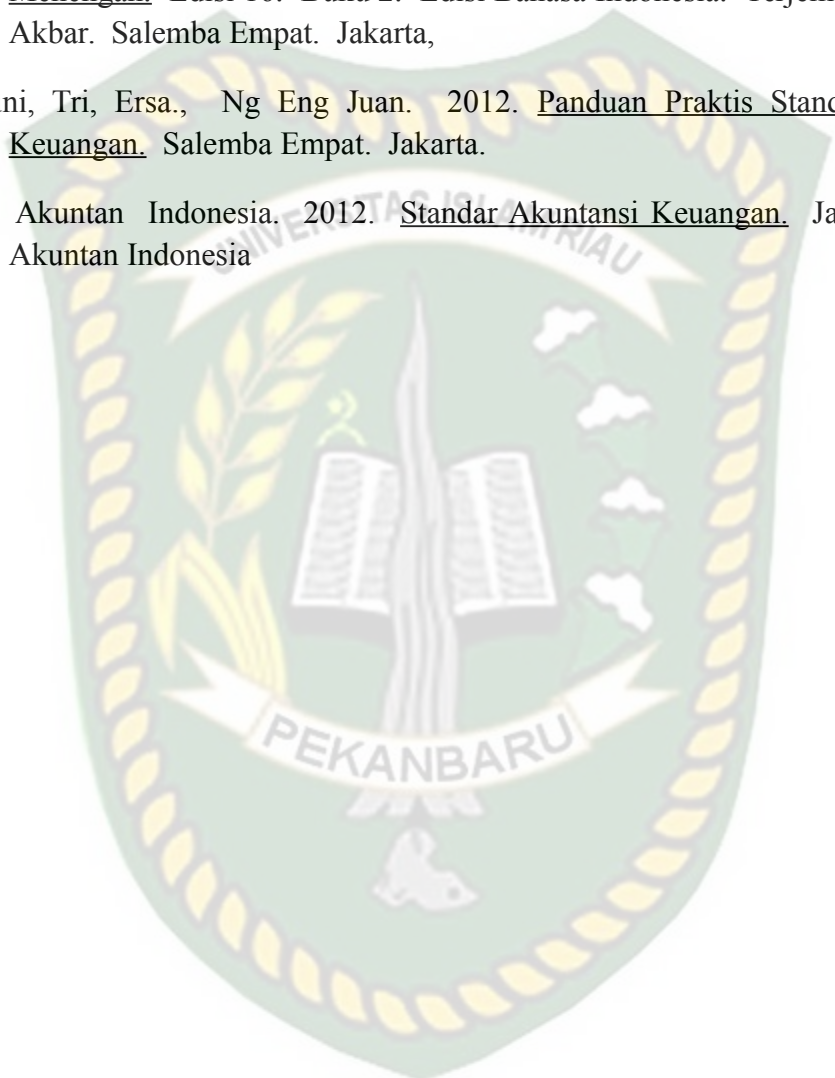 Menengah. Edisi 16. Buku 2. Edisi Bahasa Indonesia.
Akbar. Salemba Empat. Jakarta,
ni, Tri, Ersa., Ng Eng Juan. 2012. Panduan Praktis Stand
Keuangan. Salemba Empat. Jakarta.
Akuntan Indonesia. 2012. Standar Akuntansi Keuangan. Ja
Akuntan Indonesia
UNIVERSITAS ISLAM RIAU
PEKANBARU